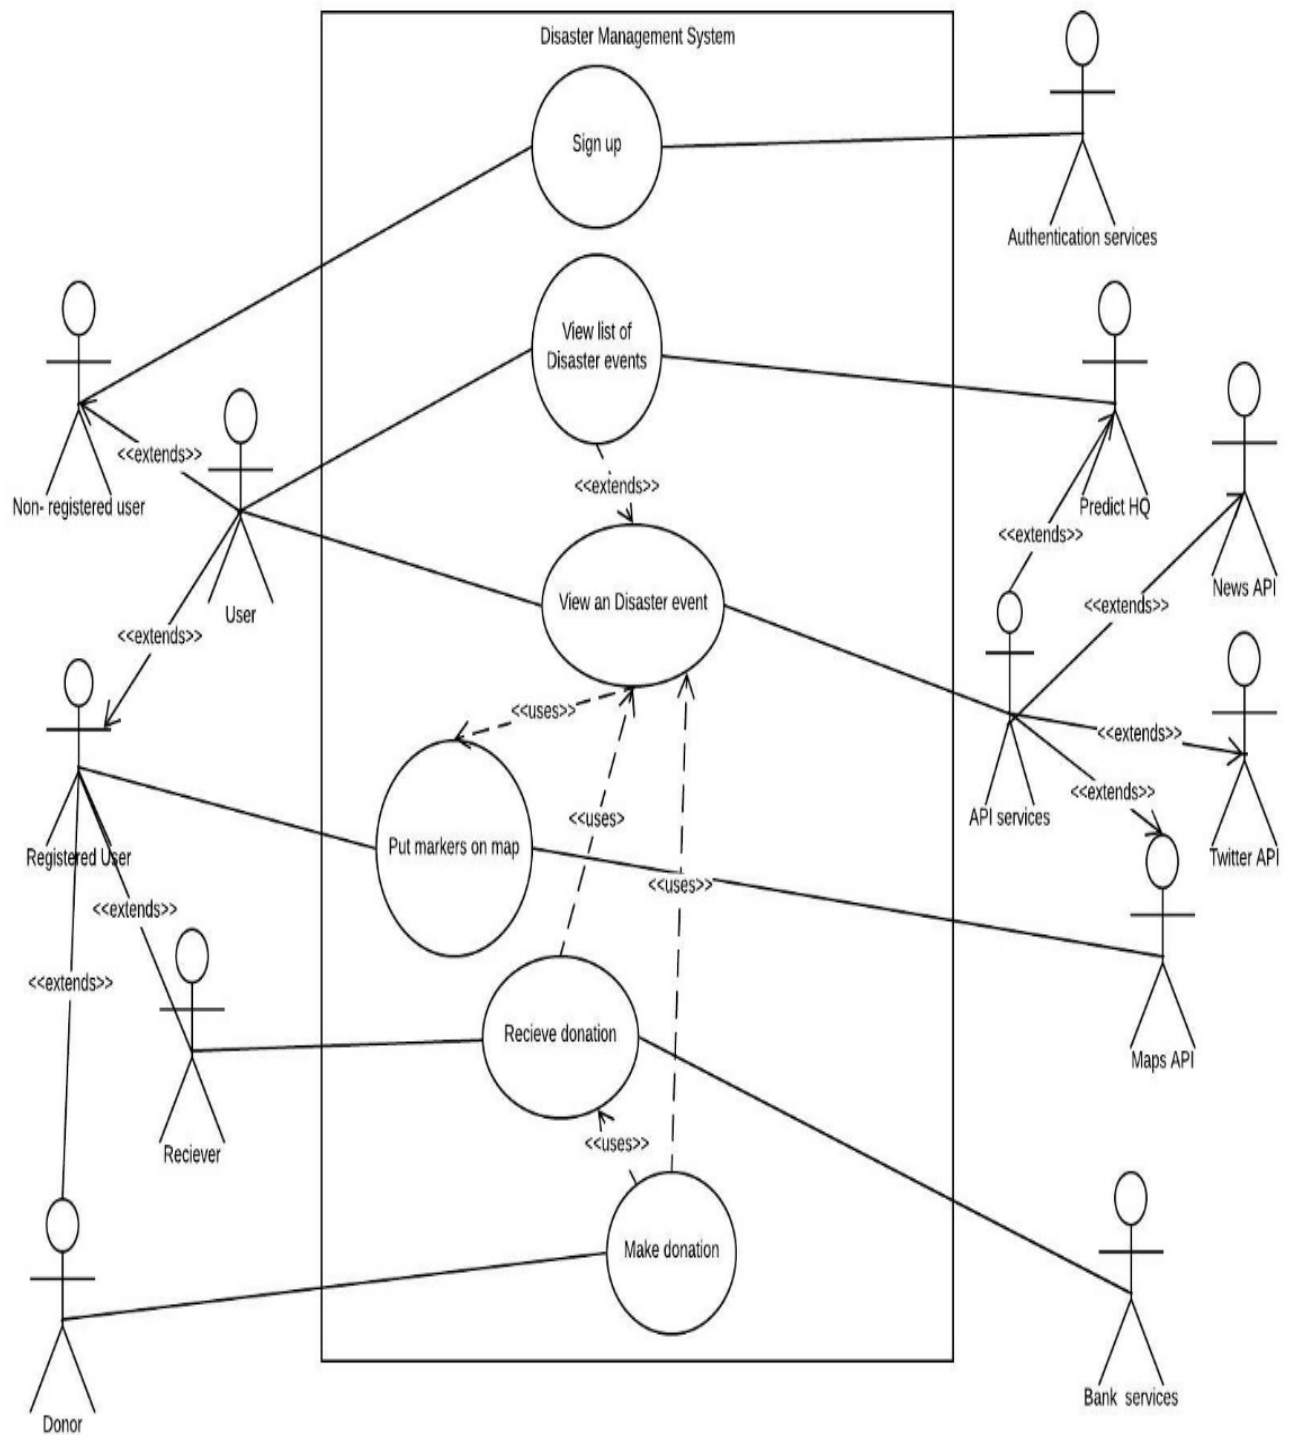 Disaster Management System
Sign up
Authentication services
View list of
Disaster events
<<extends>>
Non- registered user
<<extends>>
Predict HQ
<<extends>>
News API
View an Disaster event
<<extends>>
User
<<extends>>
<<uses>>
<<extends>>
<<extends>>
API services
<<uses>
Put markers on map
Registered User
Twitter API
<<uses>>
<<extends>>
<<extends>>
Recieve donation
Maps API
<<uses>>
Reciever
Make donation
Bank services
Donor